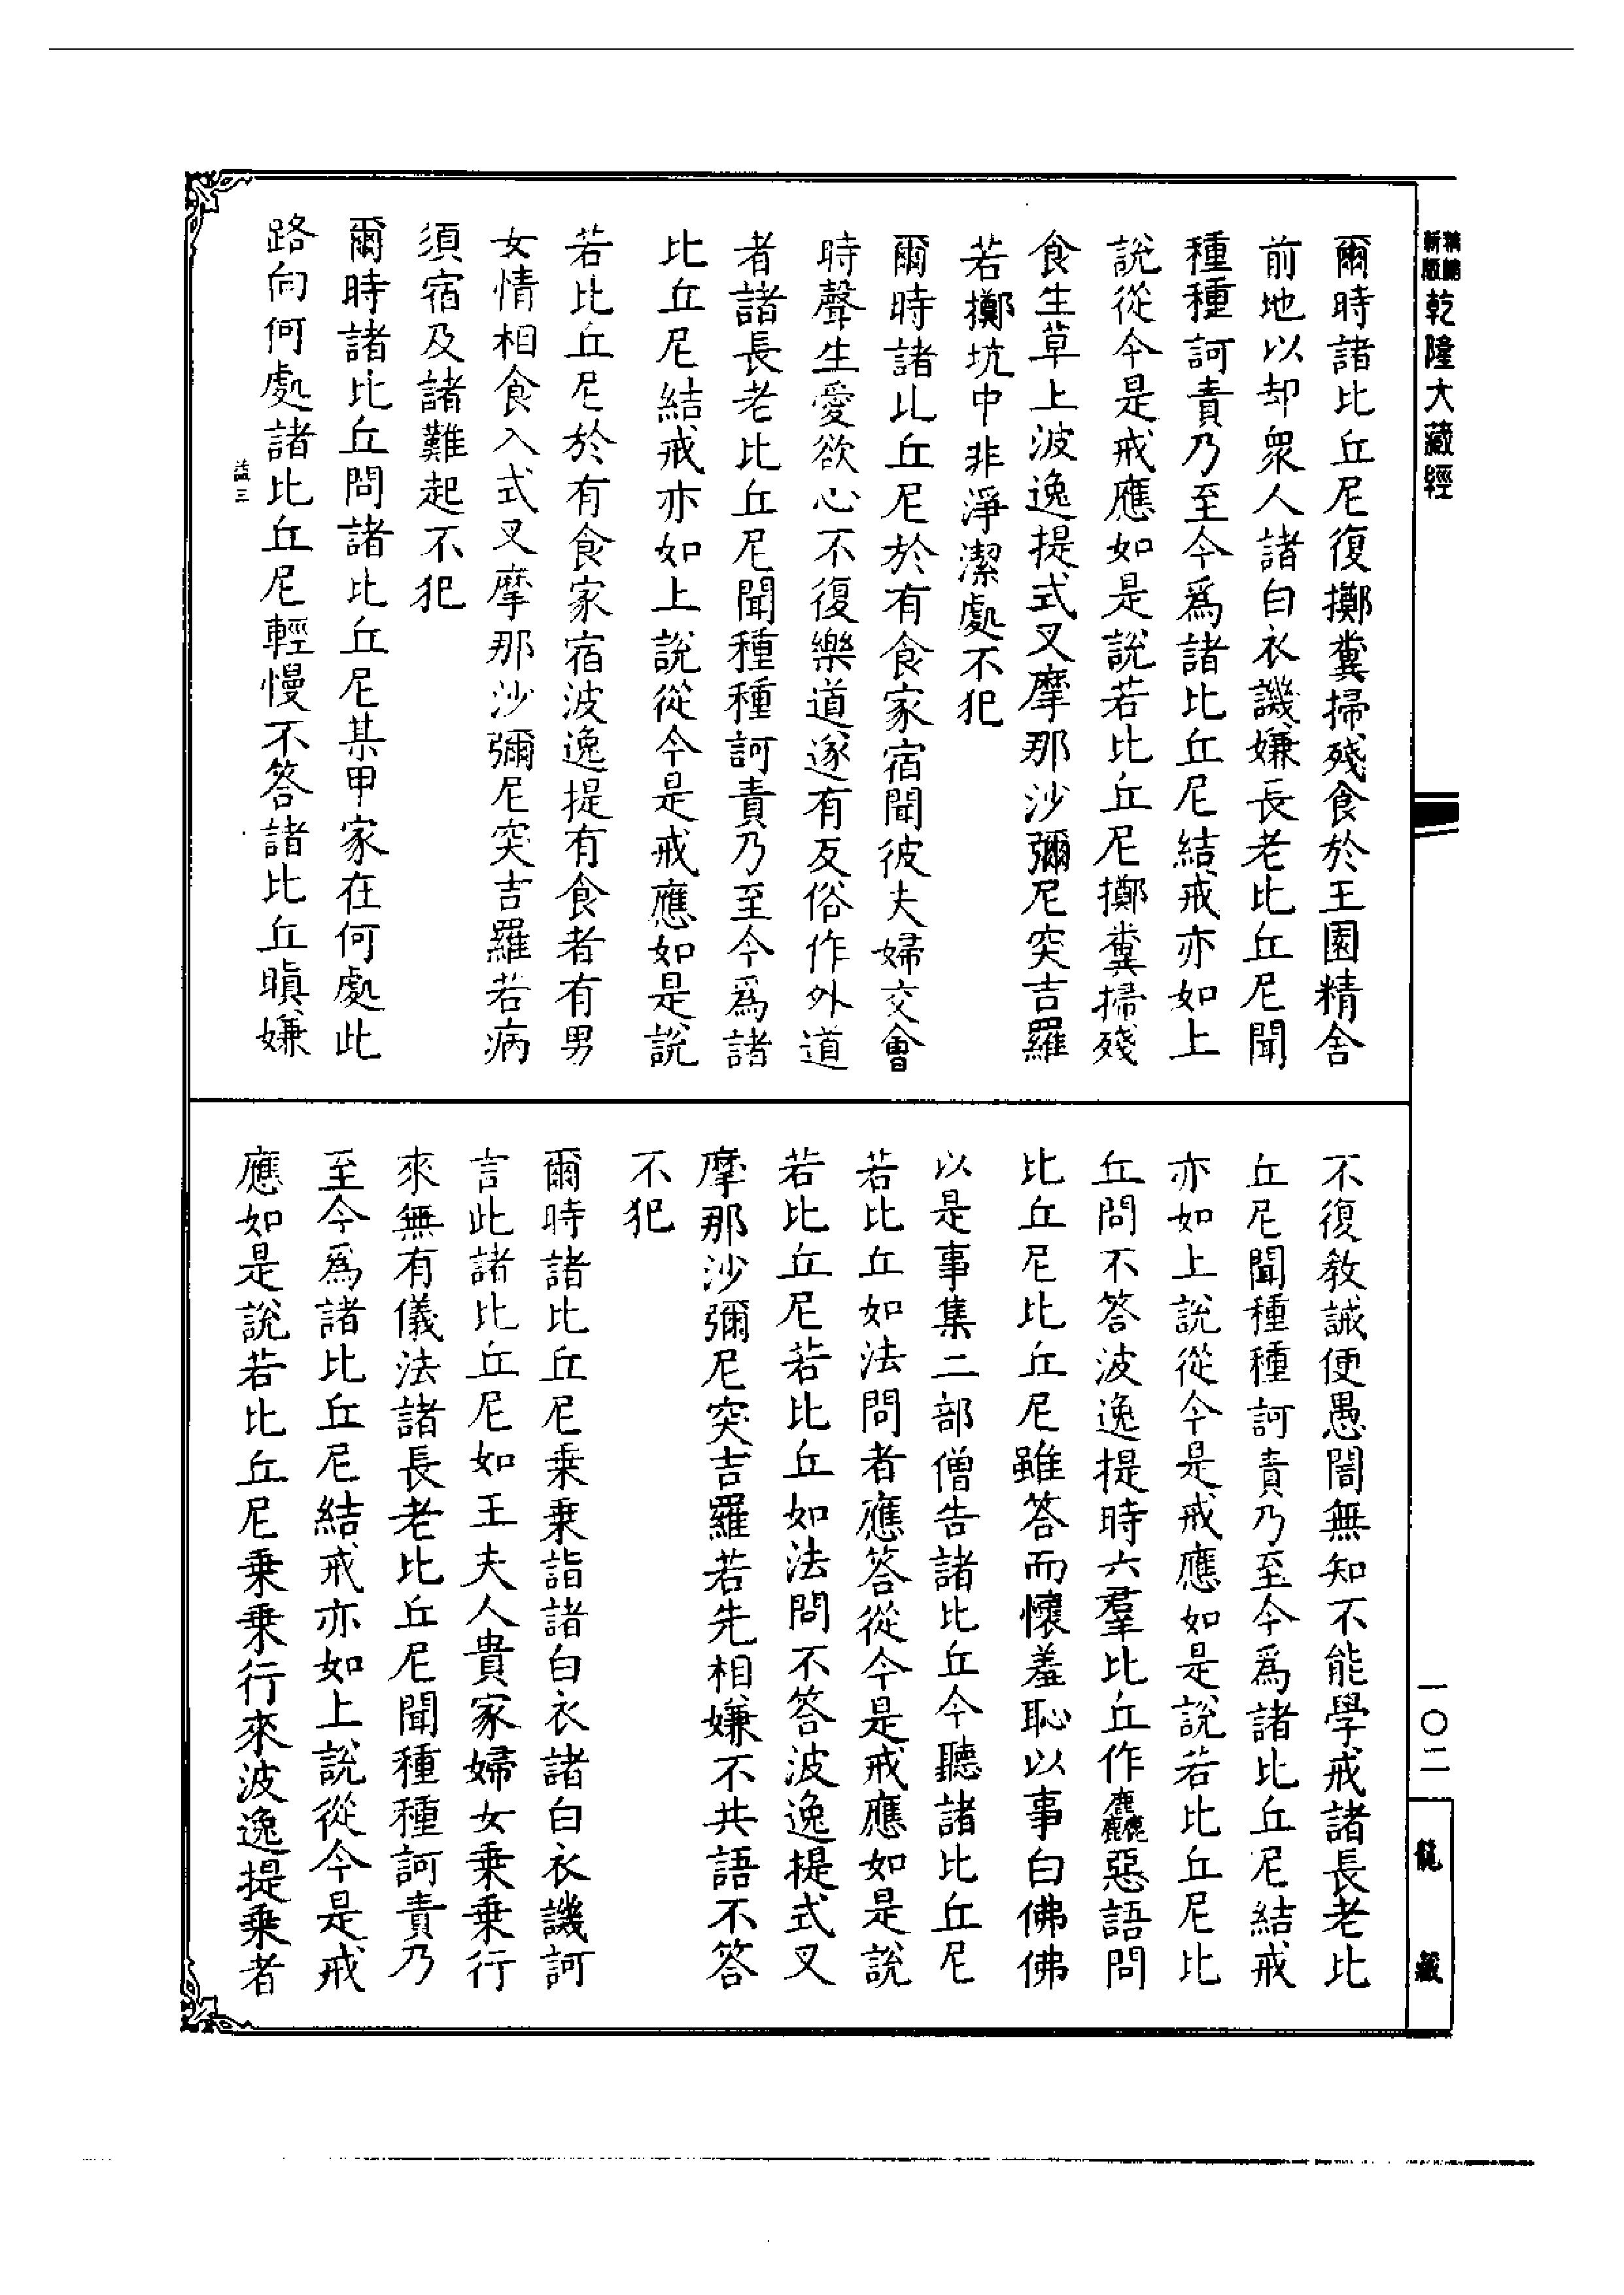 新版
乾隆大藏經
爾時諸比丘尼復擲糞掃殘食於王園精舍
前地以却衆人諸白衣譏嫌長老比丘尼聞
種種訶責乃至今爲諸比丘尼結戒亦如上
說從今是戒應如是說若比丘尼擲糞掃殘
食生草上波逸提式叉摩那沙彌尼突吉羅
若擲坑中非淨潔處不犯
爾時諸比丘尼於有食家宿聞彼夫婦交會
時聲生愛欲心不復樂道遂有反俗作外道
者諸長老比丘尼聞種種訶責乃至今爲諸
比丘尼結戒亦如上說從今是戒應如是說
若比丘尼於有食家宿波逸提有食者有男
女情相食入式叉摩那沙彌尼突吉羅若病
須宿及諸難起不犯
爾時諸比丘問諸比丘尼某甲家在何處此
路向何處諸比丘尼輕慢不答諸比丘瞋嫌
益三
不復教誡便愚闇無知不能學戒諸長老比
丘尼聞種種訶責乃至今爲諸比丘尼結戒
亦如上說從今是戒應如是說若比丘尼比
丘問不答波逸提時六羣比丘作麤惡語問
比丘尼比丘尼雖答而懷羞恥以事白佛佛
以是事集二部僧告諸比丘今聽諸比丘尼
若比丘如法問者應答從今是戒應如是說
若比丘尼若比丘如法問不答波逸提式叉
摩那沙彌尼突吉羅若先相嫌不共語不答
不犯
爾時諸比丘尼乗乗詣諸白衣諸白衣譏訶
言此諸比丘尼如王夫人貴家婦女乗乗行
來無有儀法諸長老比丘尼聞種種訶責乃
至今爲諸比丘尼結戒亦如上說從今是戒
應如是說若比丘尼乗乗行來波逸提乗者
一〇二
龍藏